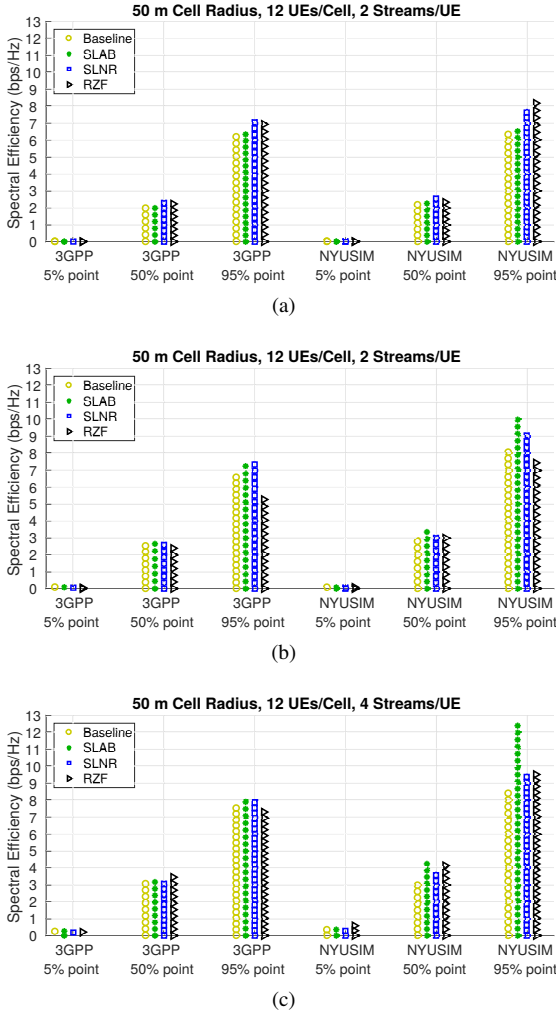 50 m Cell Radius, 12 UEs/Cell, 2 Streams/UE
Spectral Efficiency (bps/Hz)
13
12
11
10
9
8
7
6
5
4
3
2
1
0
Baseline
SLAB
SLNR
RZF
3GPP 3GPP 3GPP NYUSIM NYUSIM NYUSIM
5% point 50% point 95% point 5% point 50% point 95% point
(a)
50 m Cell Radius, 12 UEs/Cell, 2 Streams/UE
Spectral Efficiency (bps/Hz)
13
12
11
10
9
8
7
6
5
4
3
2
1
0
Baseline
SLAB
SLNR
RZF
3GPP 3GPP 3GPP NYUSIM NYUSIM NYUSIM
5% point 50% point 95% point 5% point 50% point 95% point
(b)
50 m Cell Radius, 12 UEs/Cell, 4 Streams/UE
Spectral Efficiency (bps/Hz)
13
12
11
10
9
8
7
6
5
4
3
2
1
0
Baseline
SLAB
SLNR
RZF
3GPP 3GPP 3GPP NYUSIM NYUSIM NYUSIM
5% point 50% point 95% point 5% point 50% point 95% point
(c)